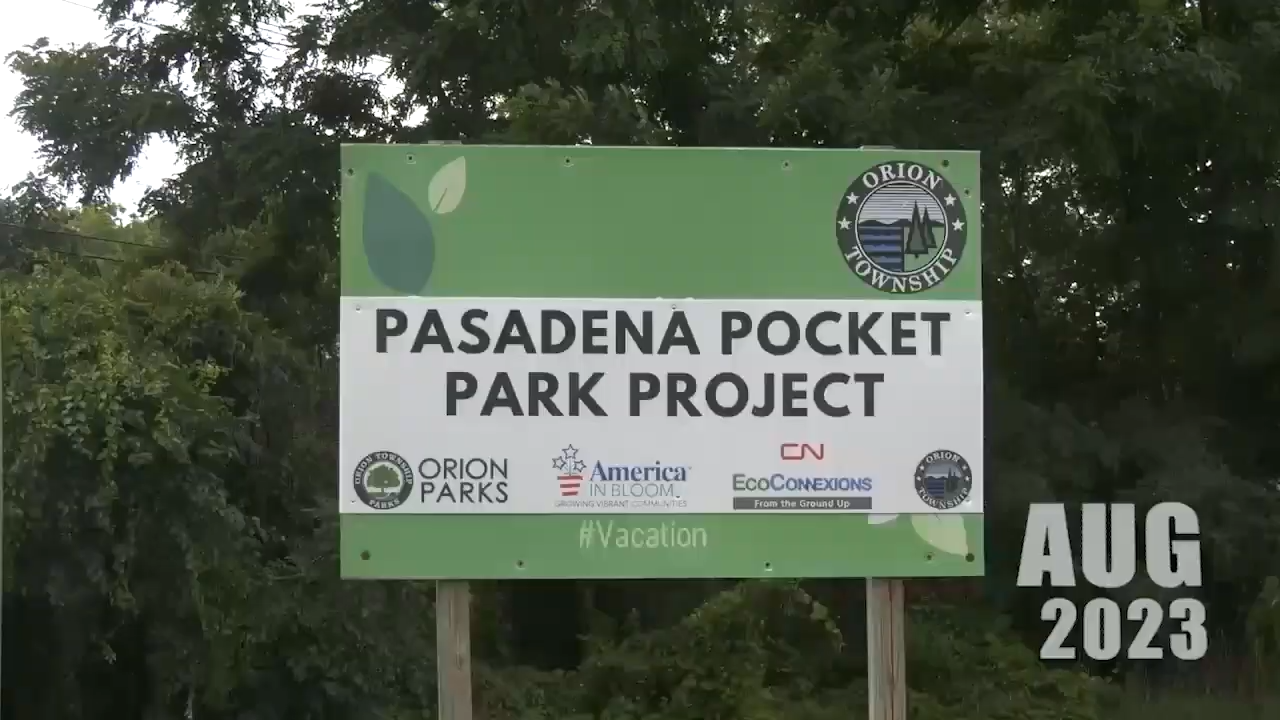 ORION
TOWNSHIP
PASADENA POCKET
PARK PROJECT
ORION TOWNSHIP
PARKS
ORION
PARKS
America
IN BLOOM
GROWING VIBRANT COMMUNITIES
CN
EcoConnexions
From the Ground Up
ORION
TOWNSHIP
#Vacation
AUG
2023